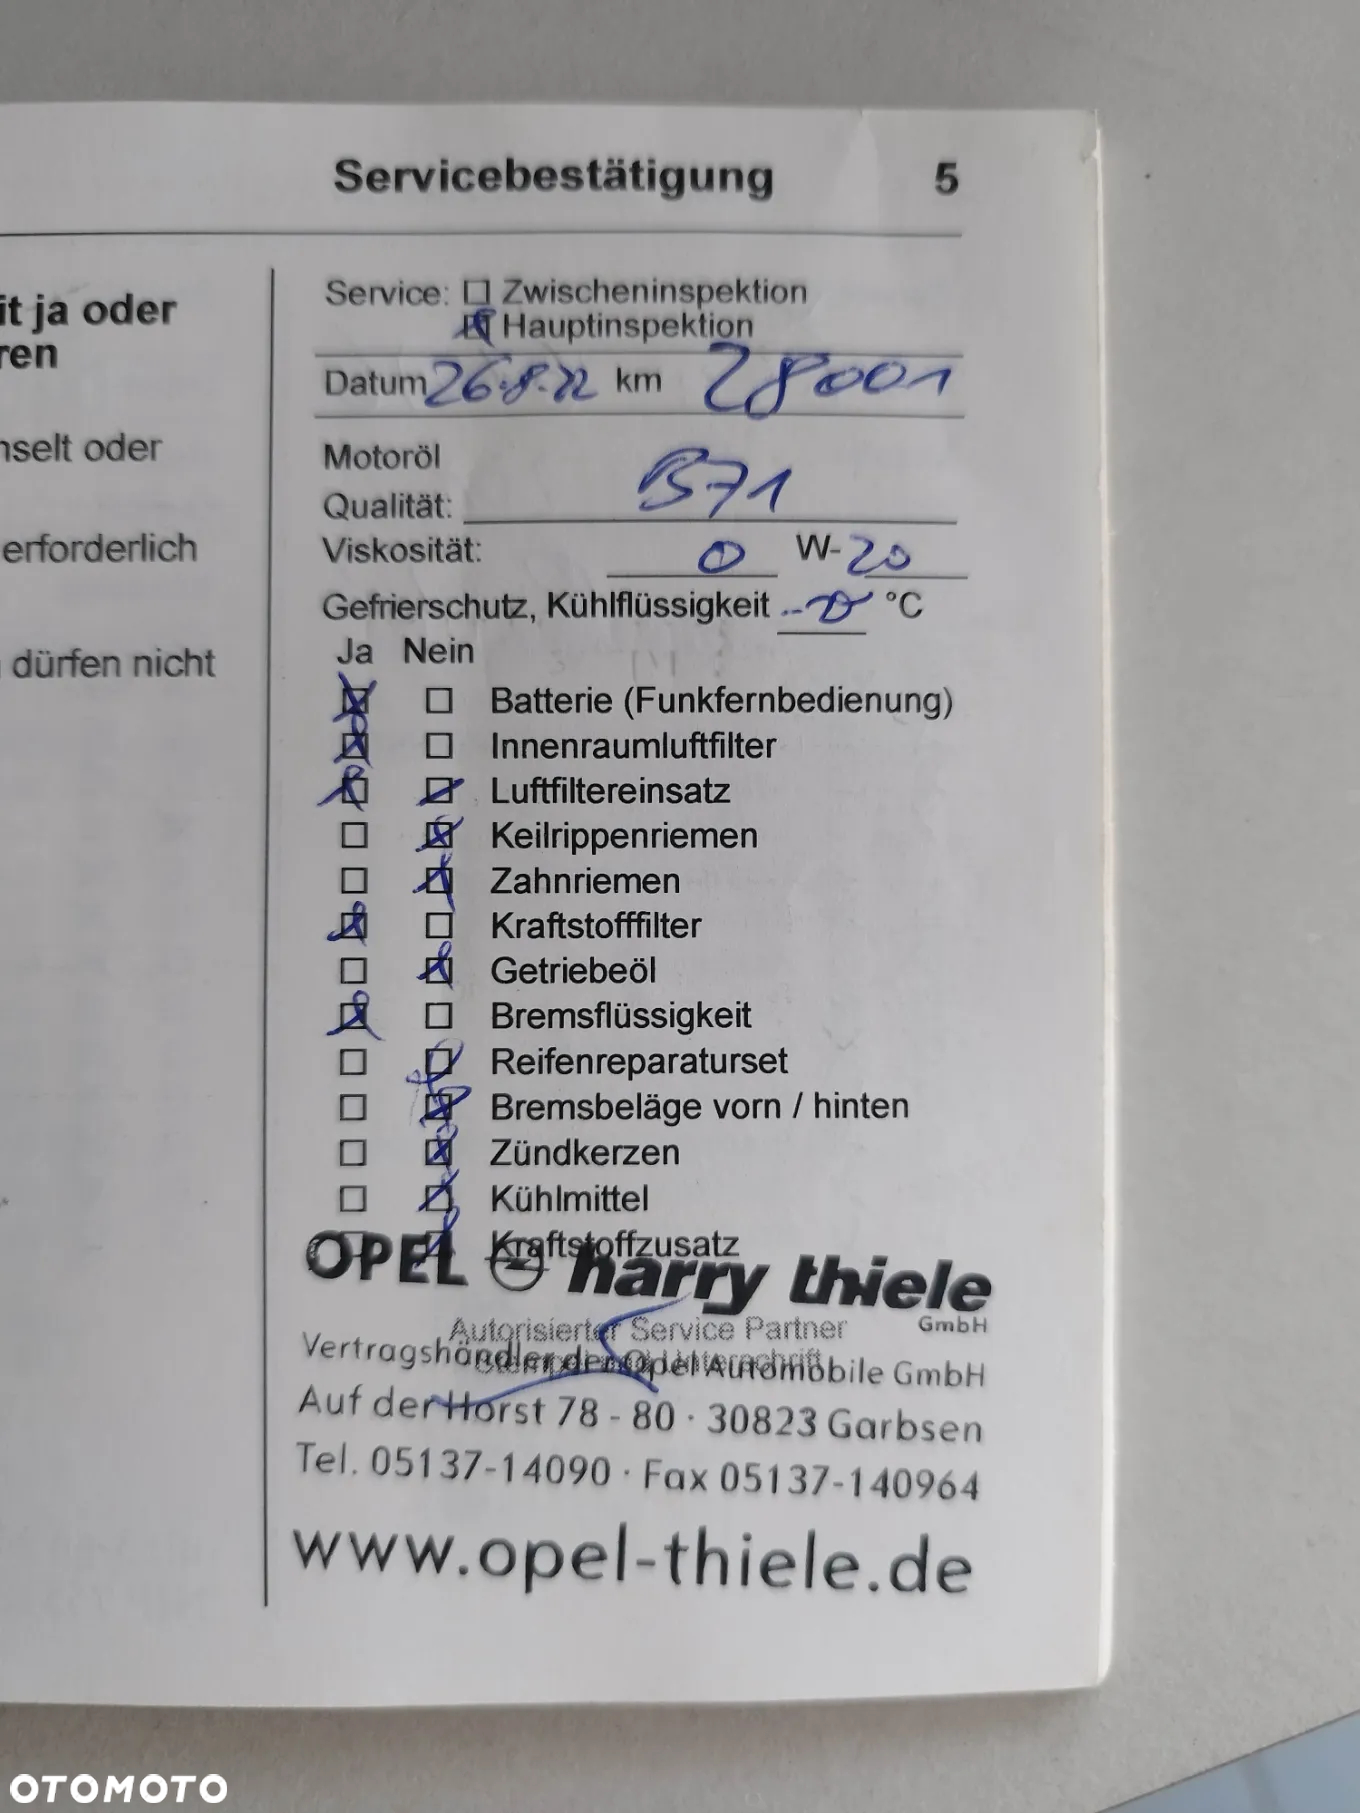 Servicebestätigung 5
it ja oder
ren
nselt oder
erforderlich
dürfen nicht
Service: Zwischeninspektion
Hauptinspektion
Datum 26.8.22 km 28001
Motoröl
Qualität: B71
Viskosität: 0 W-20
Gefrierschutz, Kühlflüssigkeit °C
Ja Nein
Batterie (Funkfernbedienung)
Innenraumluftfilter
Luftfiltereinsatz
Keilrippenriemen
Zahnriemen
Kraftstofffilter
Getriebeöl
Bremsflüssigkeit
Reifenreparaturset
Bremsbeläge vorn / hinten
Zündkerzen
Kühlmittel
Kraftstoffzusatz
OPEL harry thiele
GmbH
Autorisierter Service Partner
Vertragshändler der Opel Automobile GmbH
Auf der Horst 78 - 80 · 30823 Garbsen
Tel. 05137-14090 · Fax 05137-140964
www.opel-thiele.de
OTOMOTO